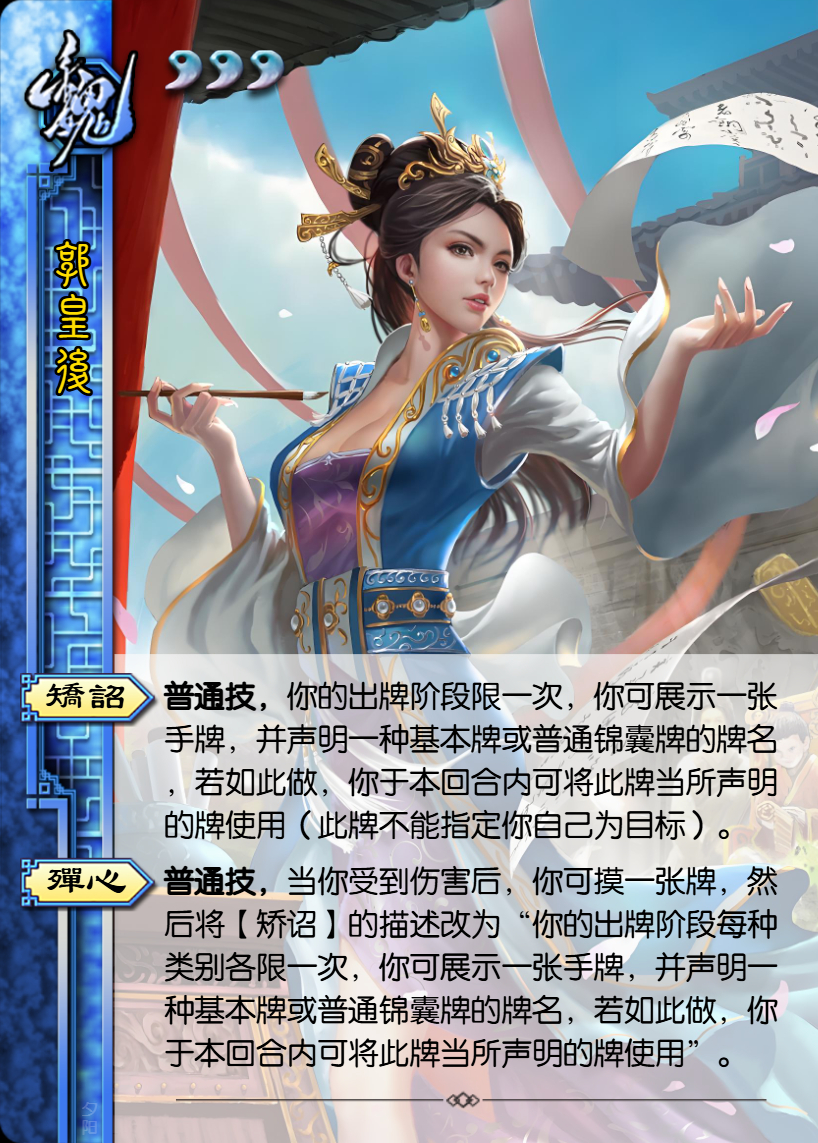 魏
郭皇後
矯詔
普通技，你的出牌阶段限一次，你可展示一张
手牌，并声明一种基本牌或普通锦囊牌的牌名
，若如此做，你于本回合内可将此牌当所声明
的牌使用（此牌不能指定你自己为目标）。
殫心
普通技，当你受到伤害后，你可摸一张牌，然
后将【矫诏】的描述改为“你的出牌阶段每种
类别各限一次，你可展示一张手牌，并声明一
种基本牌或普通锦囊牌的牌名，若如此做，你
于本回合内可将此牌当所声明的牌使用”。
夕阳